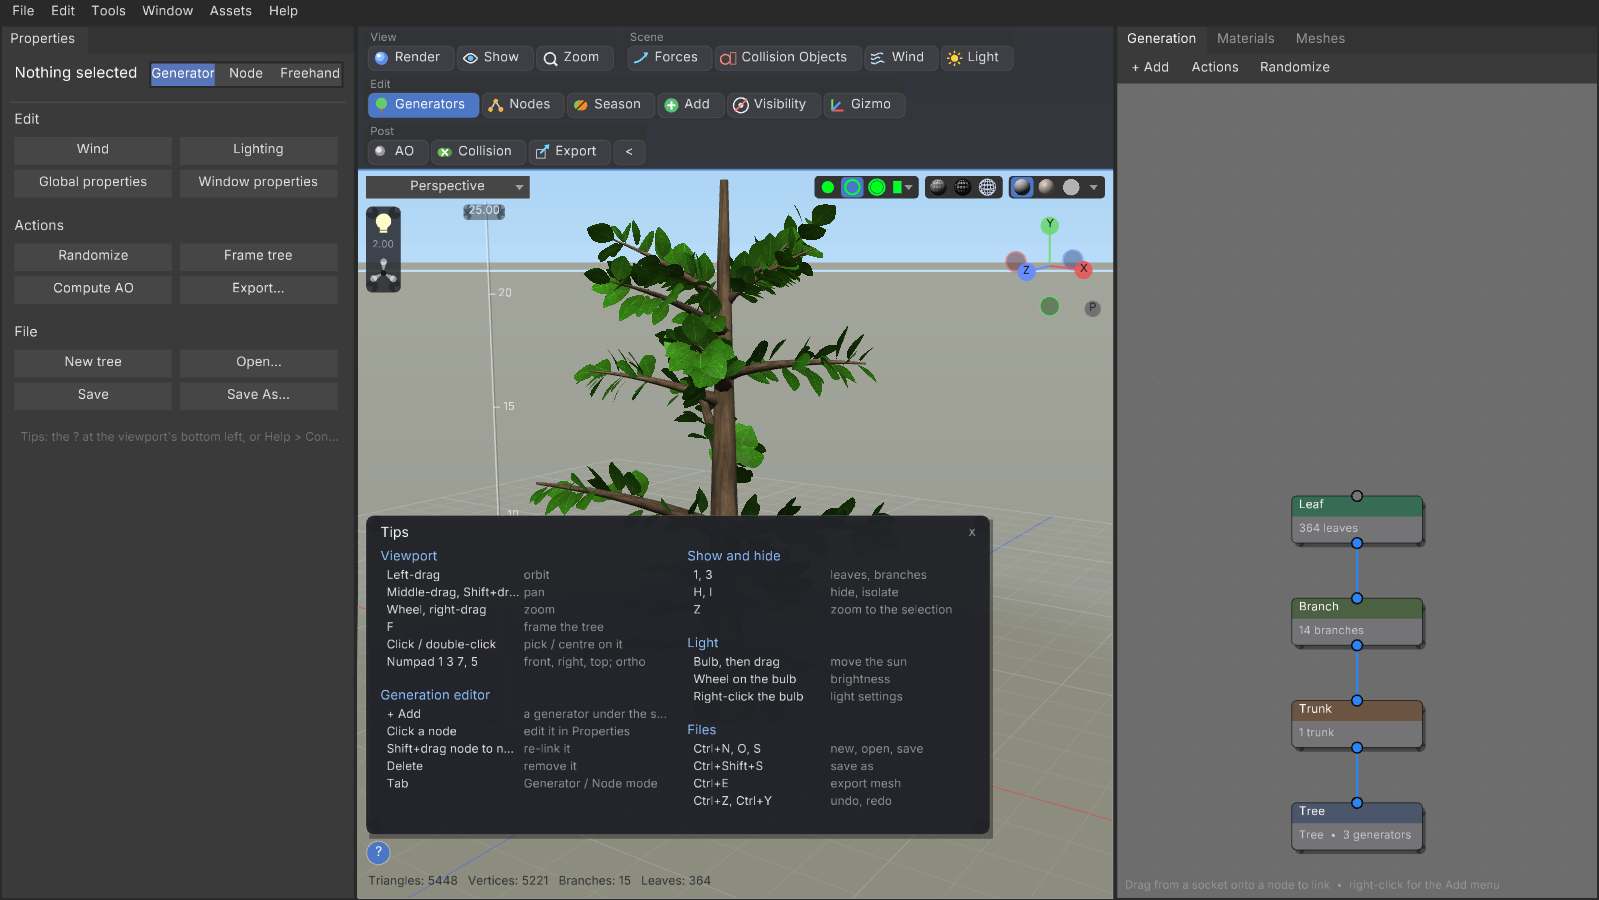 File Edit Tools Window Assets Help
Properties
Nothing selected Generator Node Freehand
Edit
Wind Lighting
Global properties Window properties
Actions
Randomize Frame tree
Compute AO Export...
File
New tree Open...
Save Save As...
Tips: the ? at the viewport's bottom left, or Help > Con...
View Scene
Render Show Zoom Forces Collision Objects Wind Light
Edit
Generators Nodes Season Add Visibility Gizmo
Post
AO Collision Export <
Perspective
25.00
2.00
20
15
10
Y
Z X
P
Tips x
Viewport
Left-drag orbit
Middle-drag, Shift+dr... pan
Wheel, right-drag zoom
F frame the tree
Click / double-click pick / centre on it
Numpad 1 3 7, 5 front, right, top; ortho
Generation editor
+ Add a generator under the s...
Click a node edit it in Properties
Shift+drag node to n... re-link it
Delete remove it
Tab Generator / Node mode
Show and hide
1, 3 leaves, branches
H, I hide, isolate
Z zoom to the selection
Light
Bulb, then drag move the sun
Wheel on the bulb brightness
Right-click the bulb light settings
Files
Ctrl+N, O, S new, open, save
Ctrl+Shift+S save as
Ctrl+E export mesh
Ctrl+Z, Ctrl+Y undo, redo
?
Triangles: 5448 Vertices: 5221 Branches: 15 Leaves: 364
Generation Materials Meshes
+ Add Actions Randomize
Leaf
364 leaves
Branch
14 branches
Trunk
1 trunk
Tree
Tree • 3 generators
Drag from a socket onto a node to link • right-click for the Add menu